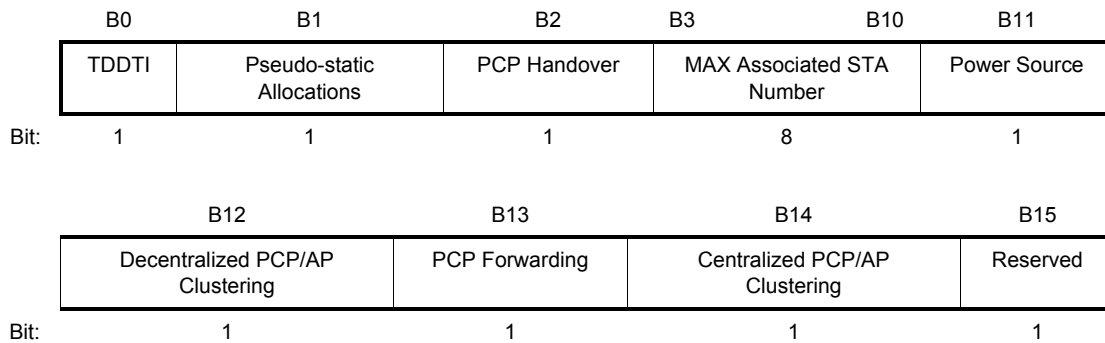 B0 B1 B2 B3 B10 B11
TDDTI Pseudo-static Allocations PCP Handover MAX Associated STA Number Power Source
Bit: 1 1 1 8 1
B12 B13 B14 B15
Decentralized PCP/AP Clustering PCP Forwarding Centralized PCP/AP Clustering Reserved
Bit: 1 1 1 1